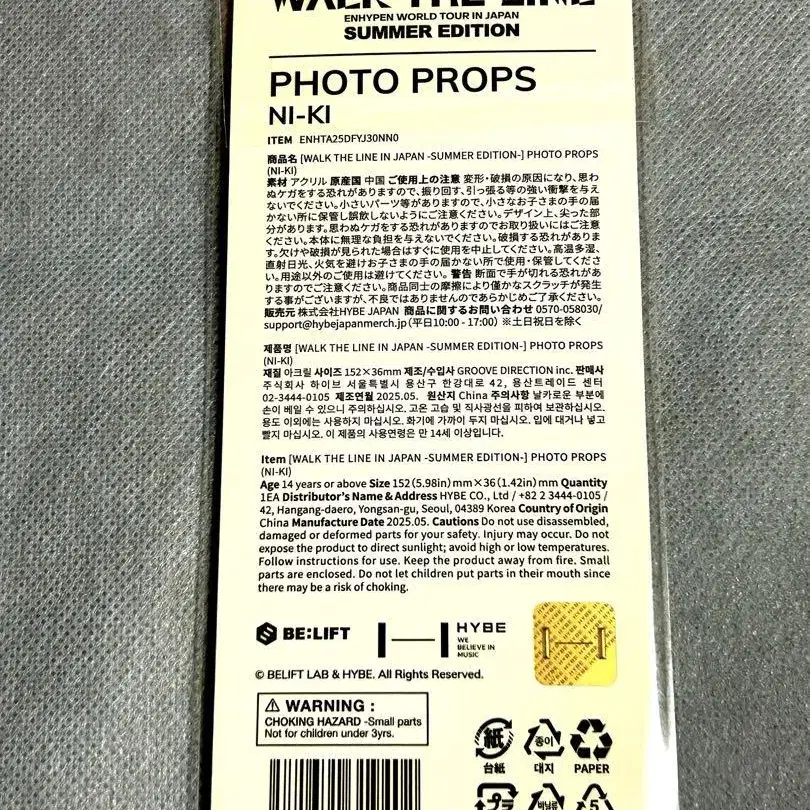 WALK THE LINE
ENHYPEN WORLD TOUR IN JAPAN
SUMMER EDITION
PHOTO PROPS
NI-KI
ITEM ENHTA25DFYJ30NN0
商品名 [WALK THE LINE IN JAPAN -SUMMER EDITION-] PHOTO PROPS
(NI-KI)
素材 アクリル 原産国 中国 ご使用上の注意 変形・破損の原因になり、思わ
ぬケガをする恐れがありますので、振り回す、引っ張る等の強い衝撃を与え
ないでください。小さいパーツ等がありますので、小さなお子さまの手の届
かない所に保管し誤飲しないようにご注意ください。デザイン上、尖った部
分があります。思わぬケガをする恐れがありますのでお取り扱いにはご注意
ください。本体に無理な負担を与えないでください。破損する恐れがありま
す。欠けや破損が見られた場合はすぐに使用を中止してください。高温多湿、
直射日光、火気を避けお子さまの手の届かない所で使用・保管してくださ
い。用途以外のご使用は避けてください。警告 断面で手が切れる恐れがあ
りますのでご注意ください。商品同士の摩擦により僅かなスクラッチが発生
する事がございますが、不良ではありませんのであらかじめご了承ください。
販売元 株式会社HYBE JAPAN 商品に関するお問い合わせ 0570-058030/
support@hybejapanmerch.jp(平日10:00 - 17:00) ※土日祝日を除く
제품명 [WALK THE LINE IN JAPAN -SUMMER EDITION-] PHOTO PROPS
(NI-KI)
재질 아크릴 사이즈 152×36mm 제조/수입사 GROOVE DIRECTION inc. 판매사
주식회사 하이브 서울특별시 용산구 한강대로 42, 용산트레이드 센터
02-3444-0105 제조연월 2025.05. 원산지 China 주의사항 날카로운 부분에
손이 베일 수 있으니 주의하십시오. 고온 고습 및 직사광선을 피하여 보관하십시오.
용도 이외에는 사용하지 마십시오. 화기에 가까이 두지 마십시오. 입에 대거나 넣고
빨지 마십시오. 이 제품의 사용연령은 만 14세 이상입니다.
Item [WALK THE LINE IN JAPAN -SUMMER EDITION-] PHOTO PROPS
(NI-KI)
Age 14 years or above Size 152(5.98in)mm×36(1.42in)mm Quantity
1EA Distributor's Name & Address HYBE CO., Ltd / +82 2 3444-0105 /
42, Hangang-daero, Yongsan-gu, Seoul, 04389 Korea Country of Origin
China Manufacture Date 2025.05. Cautions Do not use disassembled,
damaged or deformed parts for your safety. Injury may occur. Do not
expose the product to direct sunlight; avoid high or low temperatures.
Follow instructions for use. Keep the product away from fire. Small
parts are enclosed. Do not let children put parts in their mouth since
there may be a risk of choking.
BE:LIFT
HYBE
WE
BELIEVE IN
MUSIC
© BELIFT LAB & HYBE. All Rights Reserved.
⚠ WARNING :
CHOKING HAZARD -Small parts
Not for children under 3yrs.
紙 종이
台紙 대지 PAPER
プラ 비닐류 5